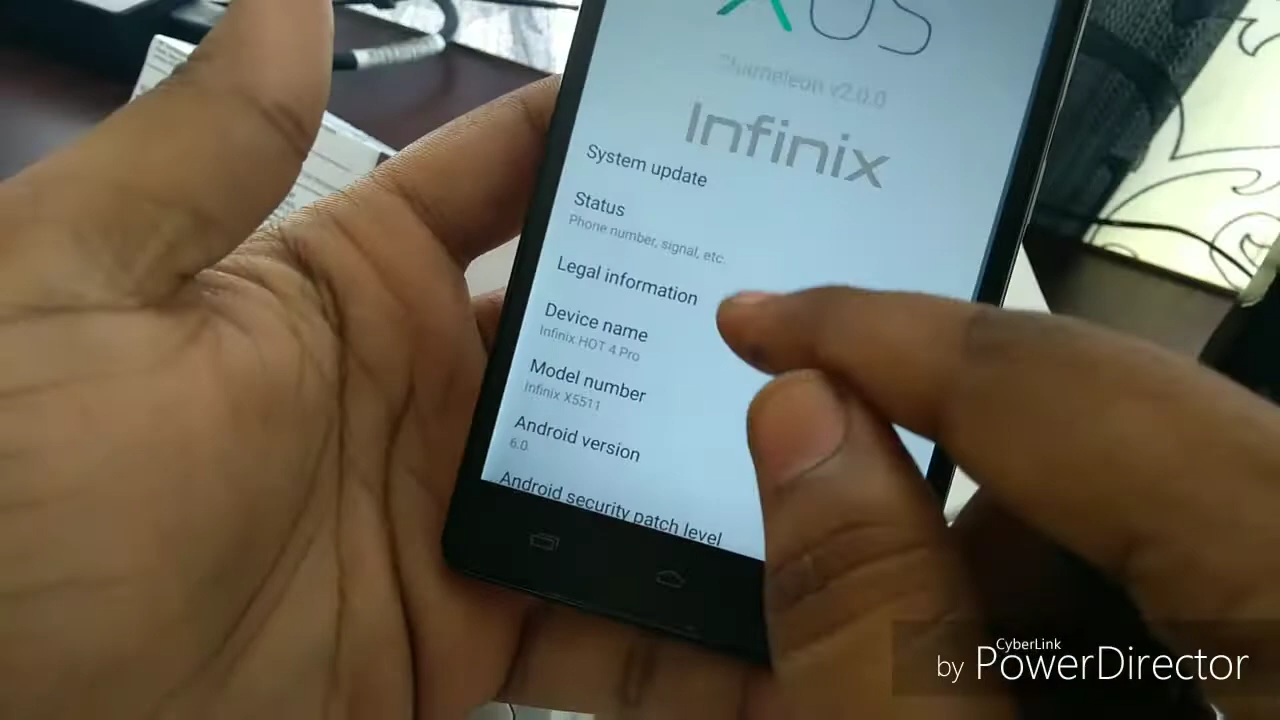 XOS
Chameleon v2.0.0
Infinix
System update
Status
Phone number, signal, etc.
Legal information
Device name
Infinix HOT 4 Pro
Model number
Infinix X5511
Android version
6.0
Android security patch level
CyberLink
by PowerDirector